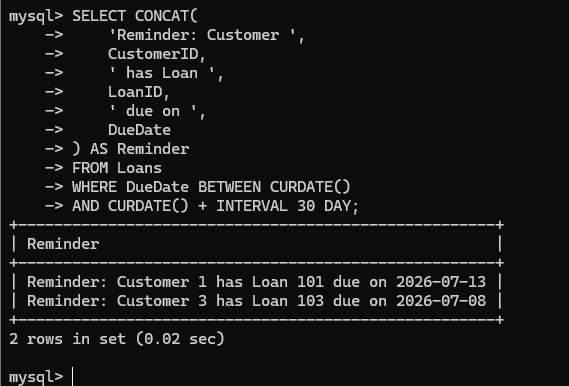 mysql> SELECT CONCAT(
    ->     'Reminder: Customer ',
    ->     CustomerID,
    ->     ' has Loan ',
    ->     LoanID,
    ->     ' due on ',
    ->     DueDate
    -> ) AS Reminder
    -> FROM Loans
    -> WHERE DueDate BETWEEN CURDATE()
    -> AND CURDATE() + INTERVAL 30 DAY;
+-----------------------------------------------------+
| Reminder                                            |
+-----------------------------------------------------+
| Reminder: Customer 1 has Loan 101 due on 2026-07-13 |
| Reminder: Customer 3 has Loan 103 due on 2026-07-08 |
+-----------------------------------------------------+
2 rows in set (0.02 sec)
mysql>